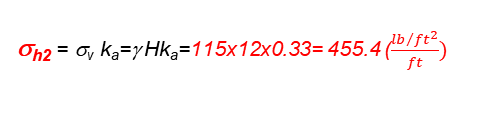 σh2 = σv ka=γHka=115x12x0.33= 455.4 (lb/ft²/ft)